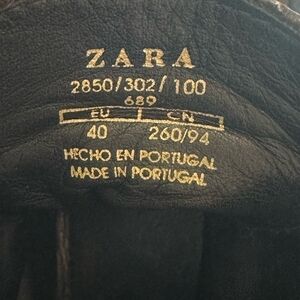 ZARA
2850/302/100
689
EU CN
40 260/94
HECHO EN PORTUGAL
MADE IN PORTUGAL